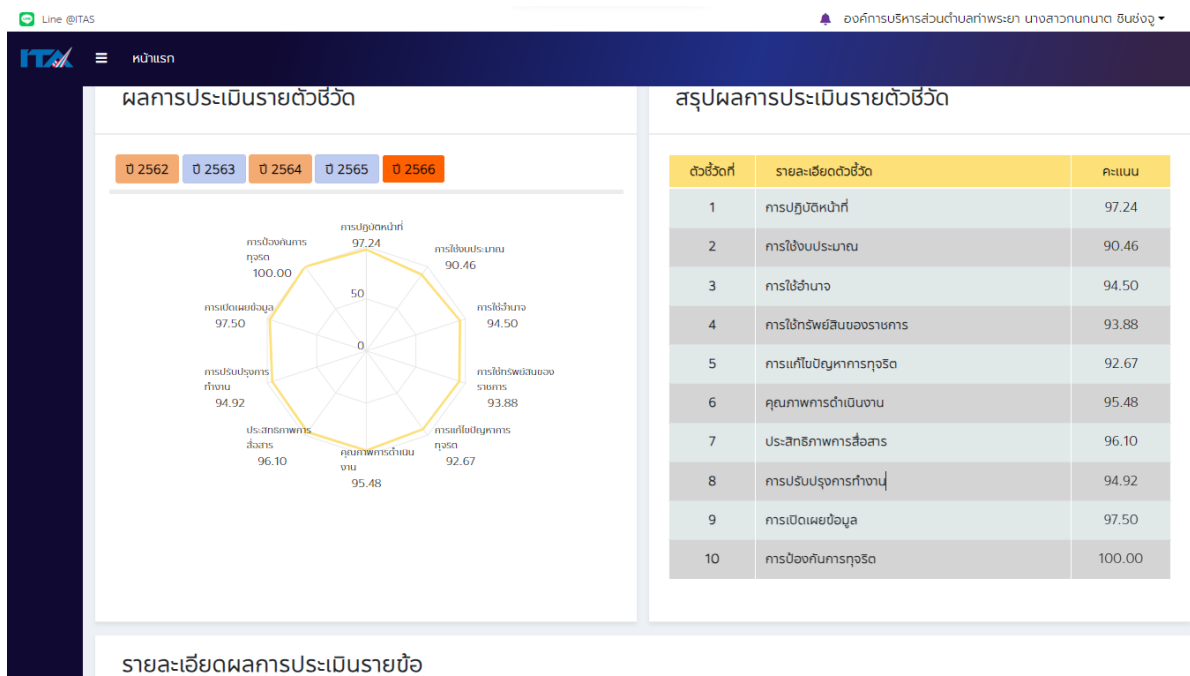 Line @ITAS
องค์การบริหารส่วนตำบลท่าพระยา นางสาวกนกนาต ชินช่งจู
ITA
หน้าแรก
ผลการประเมินรายตัวชี้วัด
ปี 2562 ปี 2563 ปี 2564 ปี 2565 ปี 2566
การปฏิบัติหน้าที่
97.24
การใช้งบประมาณ
90.46
การใช้อำนาจ
94.50
การใช้ทรัพย์สินของ
ราชการ
93.88
การแก้ไขปัญหาการ
ทุจริต
92.67
คุณภาพการดำเนิน
งาน
95.48
ประสิทธิภาพการ
สื่อสาร
96.10
การปรับปรุงการ
ทำงาน
94.92
การเปิดเผยข้อมูล
97.50
การป้องกันการ
ทุจริต
100.00
50
0
สรุปผลการประเมินรายตัวชี้วัด
ตัวชี้วัดที่ รายละเอียดตัวชี้วัด คะแนน
1 การปฏิบัติหน้าที่ 97.24
2 การใช้งบประมาณ 90.46
3 การใช้อำนาจ 94.50
4 การใช้ทรัพย์สินของราชการ 93.88
5 การแก้ไขปัญหาการทุจริต 92.67
6 คุณภาพการดำเนินงาน 95.48
7 ประสิทธิภาพการสื่อสาร 96.10
8 การปรับปรุงการทำงาน 94.92
9 การเปิดเผยข้อมูล 97.50
10 การป้องกันการทุจริต 100.00
รายละเอียดผลการประเมินรายข้อ